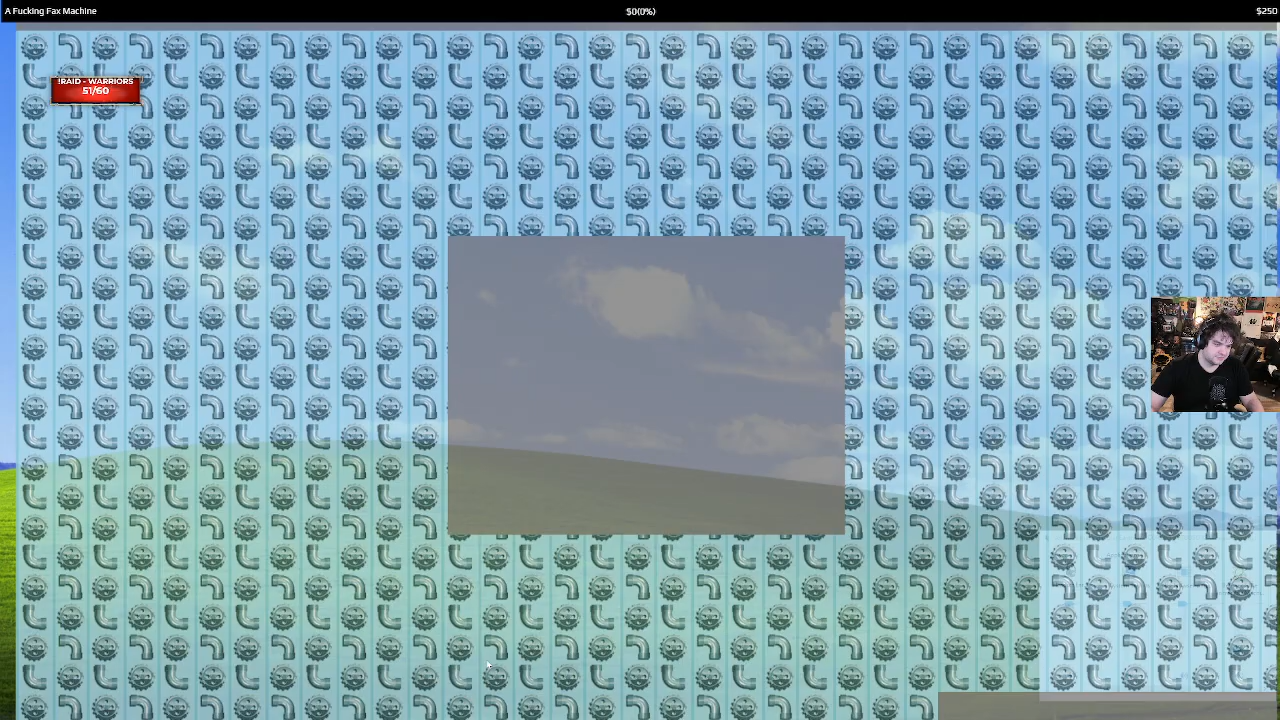 A Fucking Fax Machine
$0(0%)
$250
!RAID - WARRIORS
51/60